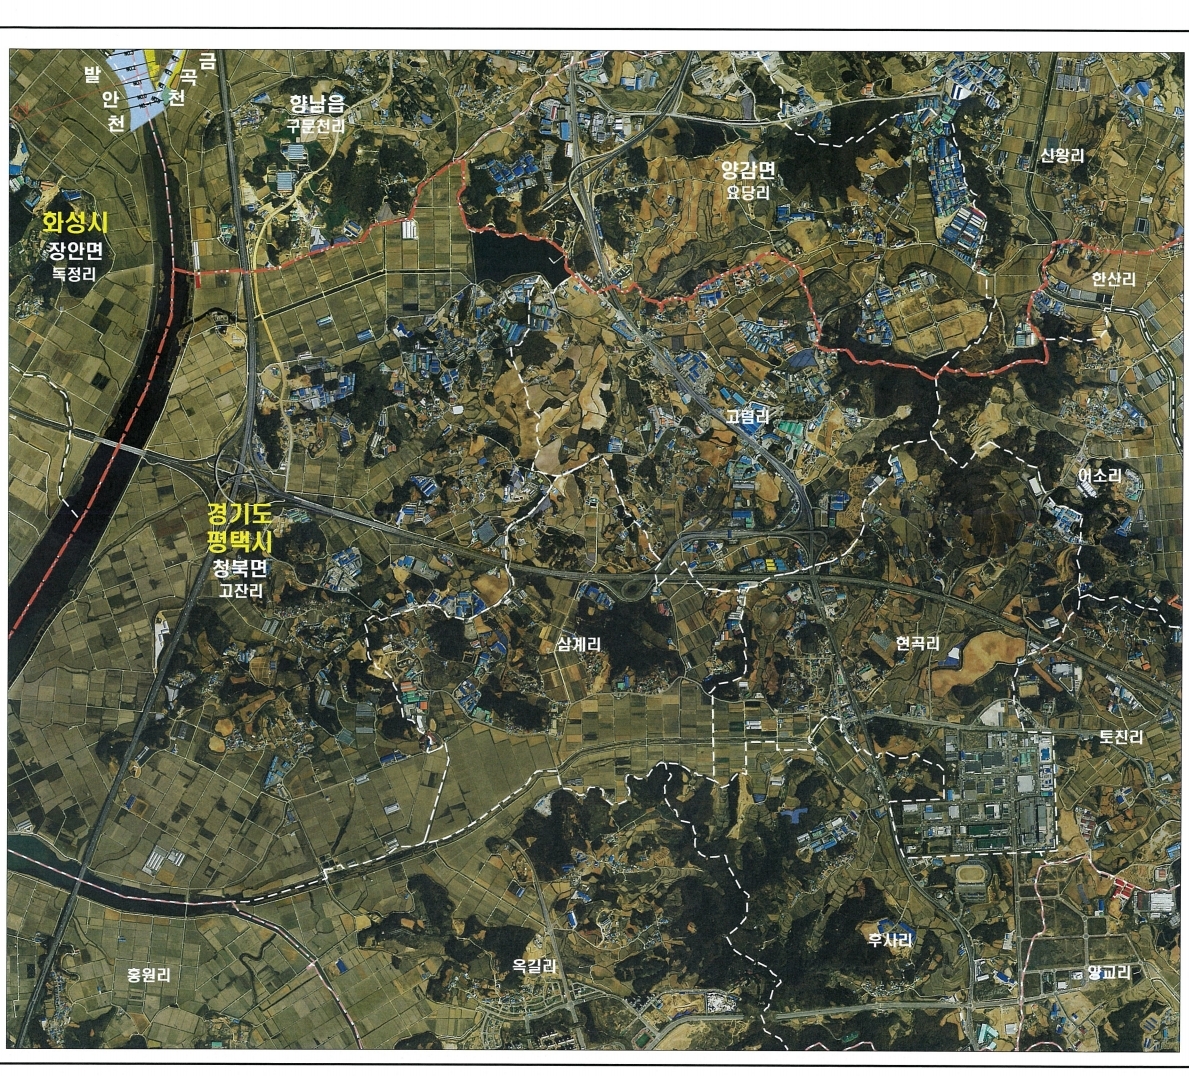 발
안
천
금
곡
천
향남읍
구문천리
화성시
장안면
독정리
양감면
요당리
신왕리
한산리
고렴리
어소리
경기도
평택시
청북면
고잔리
삼계리
현곡리
토진리
홍원리
옥길리
후사리
양교리